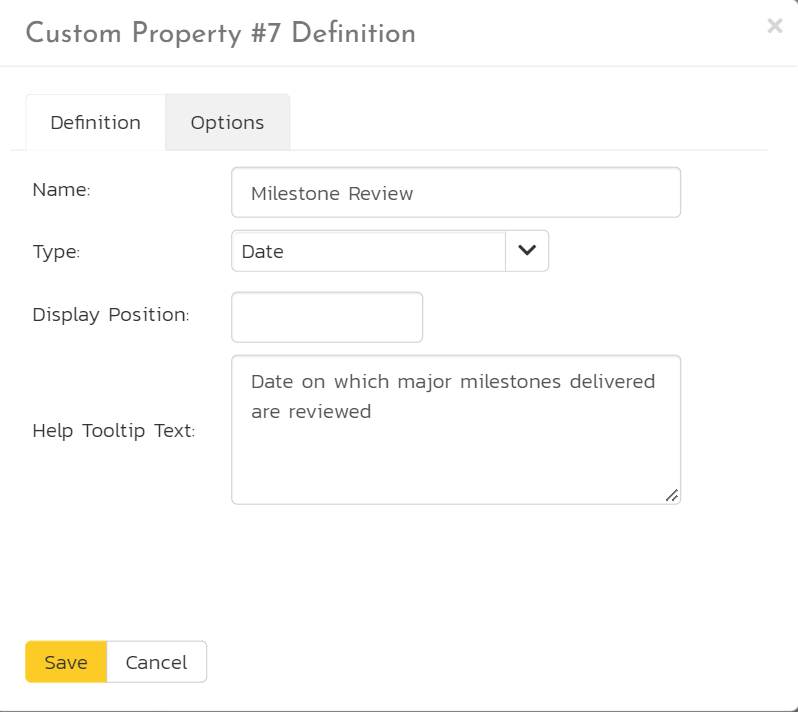 Custom Property #7 Definition
×
Definition Options
Name: Milestone Review
Type: Date
Display Position:
Help Tooltip Text: Date on which major milestones delivered
are reviewed
Save Cancel